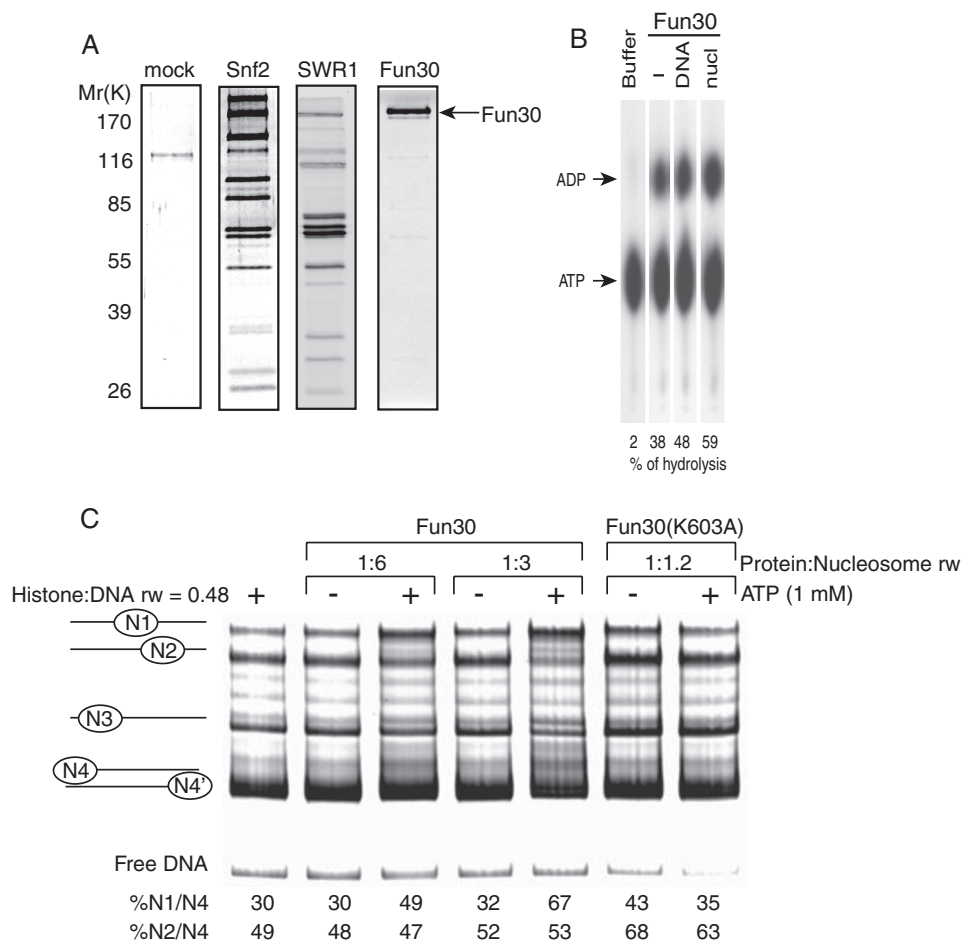 A
mock
Snf2
SWR1
Fun30
Mr(K)
170
116
85
55
39
26
Fun30
B
Fun30
Buffer
I
DNA
nucl
ADP
ATP
2 38 48 59
% of hydrolysis
C
Fun30
Fun30(K603A)
1:6
1:3
1:1.2
Protein:Nucleosome rw
Histone:DNA rw = 0.48
+ - + - + - +
ATP (1 mM)
N1
N2
N3
N4
N4'
Free DNA
%N1/N4 30 30 49 32 67 43 35
%N2/N4 49 48 47 52 53 68 63